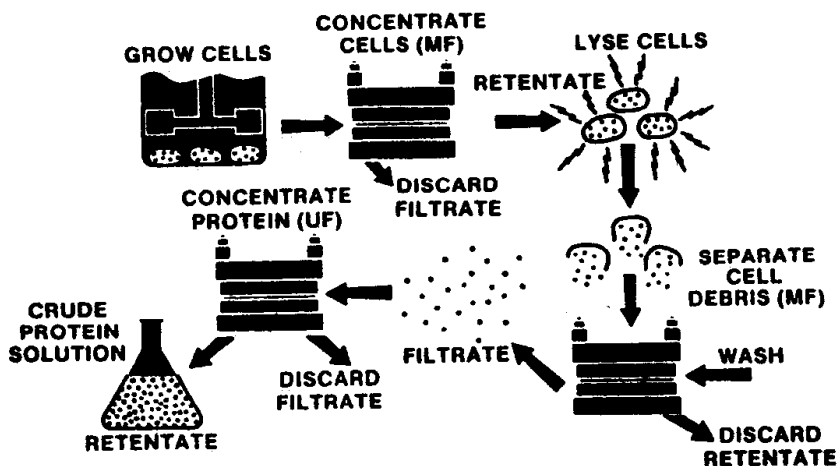 GROW CELLS
CONCENTRATE
CELLS (MF)
RETENTATE
LYSE CELLS
DISCARD
FILTRATE
SEPARATE
CELL
DEBRIS (MF)
WASH
DISCARD
RETENTATE
FILTRATE
CONCENTRATE
PROTEIN (UF)
DISCARD
FILTRATE
CRUDE
PROTEIN
SOLUTION
RETENTATE